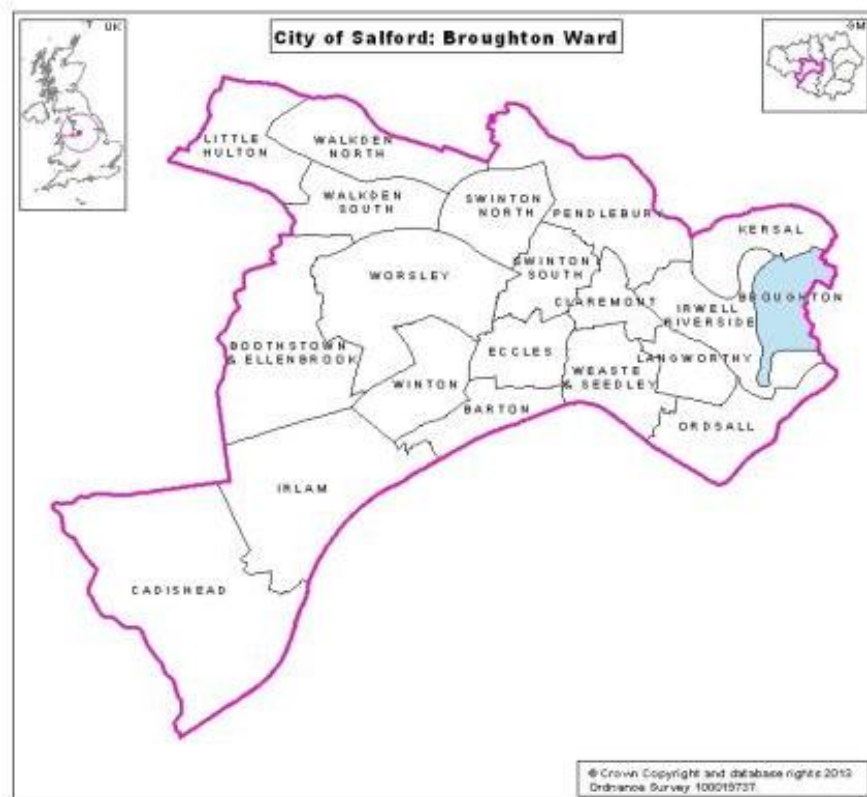 UK
City of Salford: Broughton Ward
GM
LITTLE
HULTON
WALKDEN
NORTH
WALKDEN
SOUTH
SWINTON
NORTH
PENDLEBURY
KERSAL
WORSLEY
SWINTON
SOUTH
CLAREMONT
IRWELL
RIVERSIDE
BROUGHTON
BOOTHSTOWN
& ELLENBROOK
ECCLES
LANGWORTHY
WINTON
WEASTE
& SEEDLEY
BARTON
ORDSALL
IRLAM
CADISHEAD
© Crown Copyright and database rights 2013
Ordnance Survey 100019737.